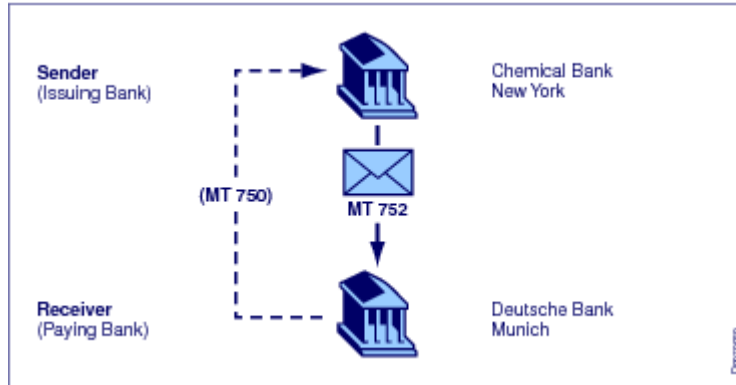 Sender
(Issuing Bank)
Chemical Bank
New York
(MT 750)
MT 752
Receiver
(Paying Bank)
Deutsche Bank
Munich